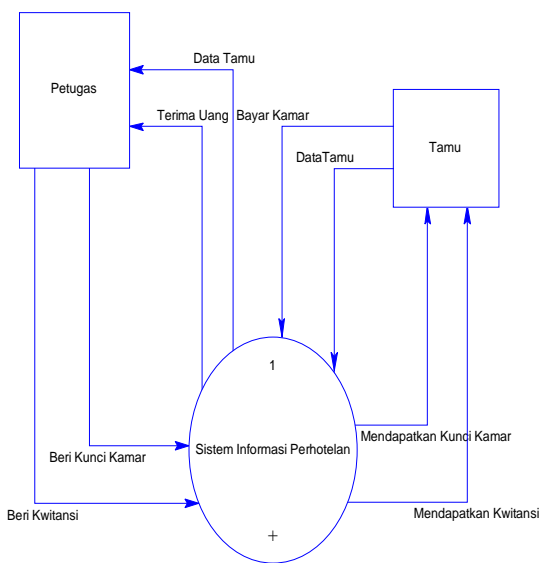 Data Tamu
Petugas
Terima Uang
Bayar Kamar
Tamu
DataTamu
1
Sistem Informasi Perhotelan
Mendapatkan Kunci Kamar
Beri Kunci Kamar
Beri Kwitansi
Mendapatkan Kwitansi
+